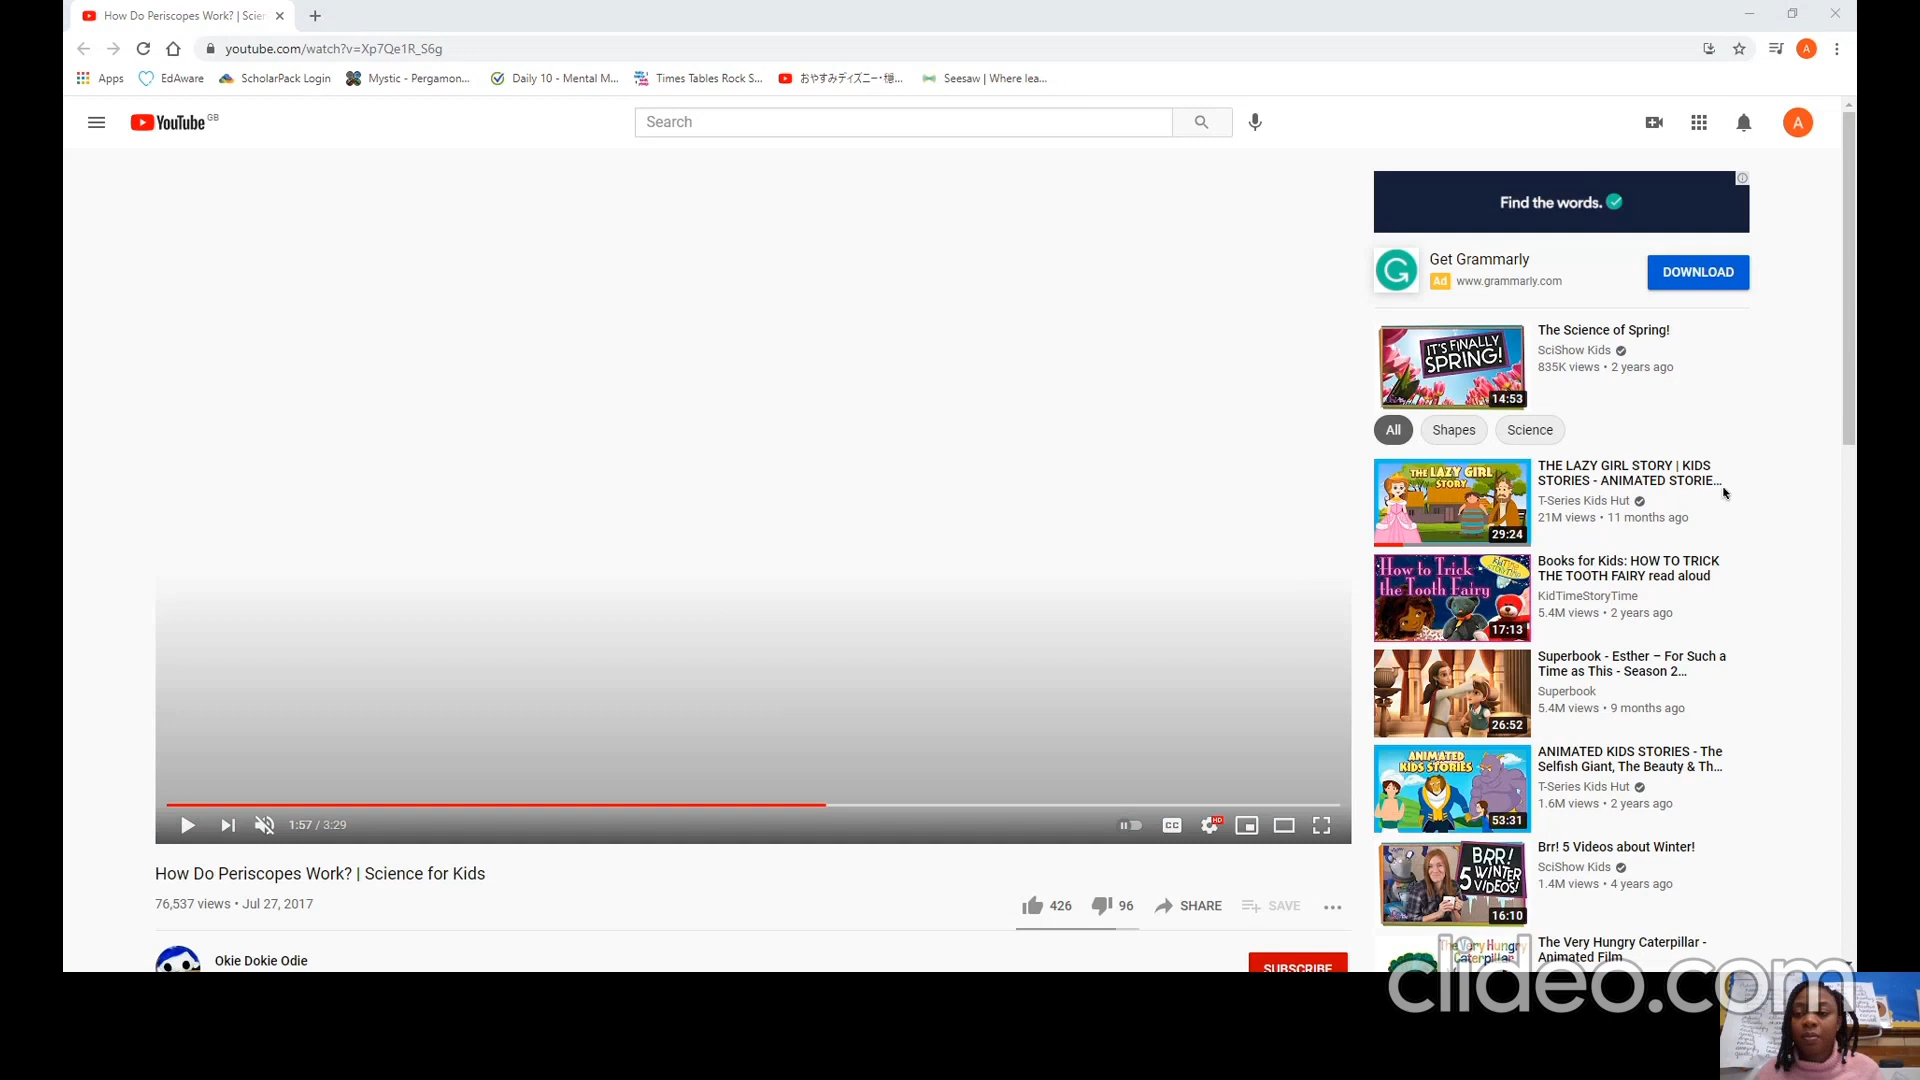 How Do Periscopes Work? | Scien
youtube.com/watch?v=Xp7Qe1R_S6g
A
Apps
EdAware
ScholarPack Login
Mystic - Pergamon...
Daily 10 - Mental M...
Times Tables Rock S...
おやすみディズニー・
Seesaw | Where lea...
YouTube GB
Search
A
Find the words.
Get Grammarly
Ad www.grammarly.com
DOWNLOAD
IT'S FINALLY
SPRING!
14:53
The Science of Spring!
SciShow Kids
835K views • 2 years ago
All
Shapes
Science
THE LAZY GIRL
STORY
29:24
THE LAZY GIRL STORY | KIDS
STORIES - ANIMATED STORIE...
T-Series Kids Hut
21M views • 11 months ago
How to Trick
the Tooth Fairy
17:13
Books for Kids: HOW TO TRICK
THE TOOTH FAIRY read aloud
KidTimeStoryTime
5.4M views • 2 years ago
26:52
Superbook - Esther – For Such a
Time as This - Season 2...
Superbook
5.4M views • 9 months ago
ANIMATED
KIDS STORIES
53:31
ANIMATED KIDS STORIES - The
Selfish Giant, The Beauty & Th...
T-Series Kids Hut
1.6M views • 2 years ago
BRR!
5 WINTER
VIDEOS!
16:10
Brr! 5 Videos about Winter!
SciShow Kids
1.4M views • 4 years ago
The Very Hungry
Caterpillar
The Very Hungry Caterpillar -
Animated Film
1:57 / 3:29
CC
HD
How Do Periscopes Work? | Science for Kids
76,537 views • Jul 27, 2017
426
96
SHARE
SAVE
Okie Dokie Odie
SUBSCRIBE
clideo.com